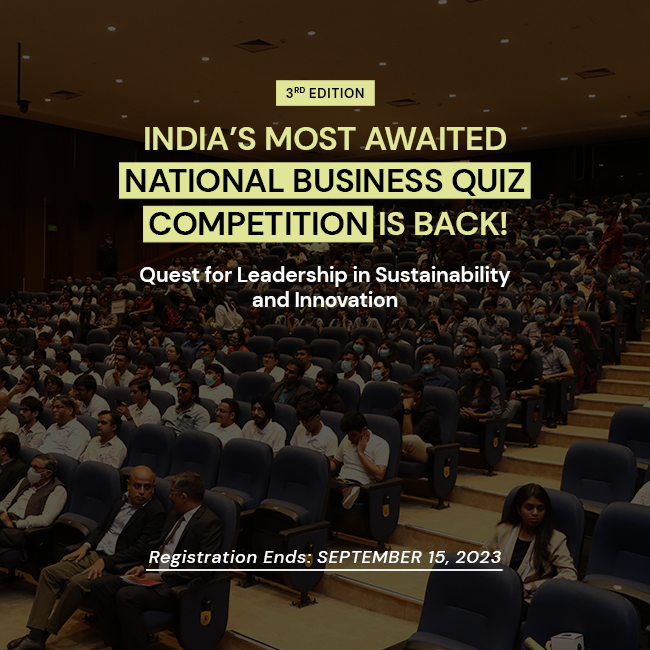 3RD EDITION
INDIA'S MOST AWAITED
NATIONAL BUSINESS QUIZ
COMPETITION IS BACK!
Quest for Leadership in Sustainability
and Innovation
Registration Ends: SEPTEMBER 15, 2023